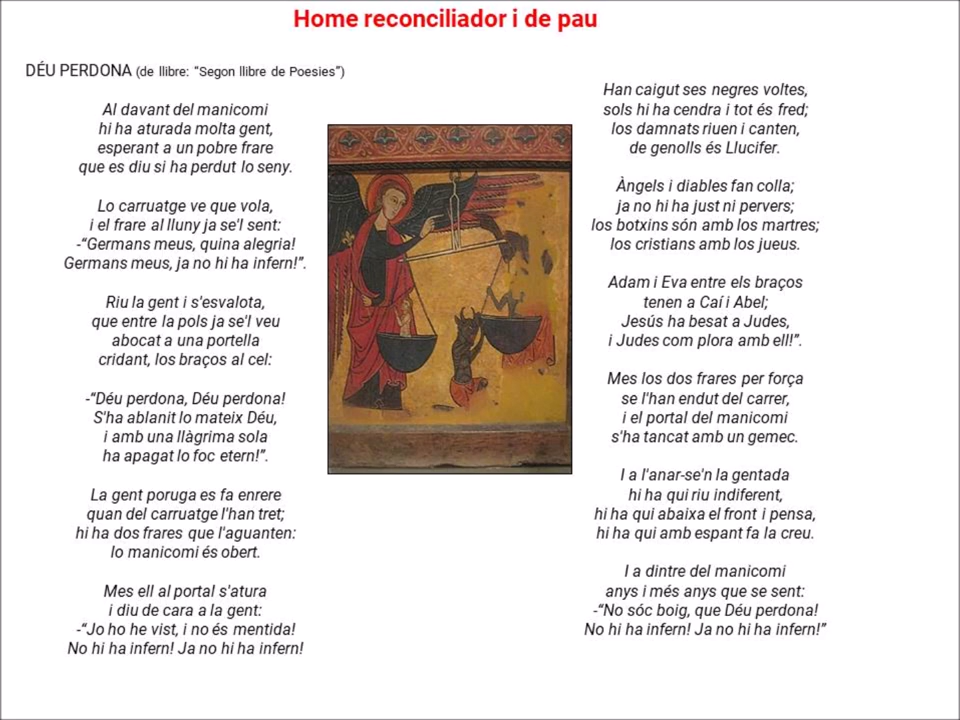 Home reconciliador i de pau
DÉU PERDONA (de llibre: "Segon llibre de Poesies")
Al davant del manicomi
hi ha aturada molta gent,
esperant a un pobre frare
que es diu si ha perdut lo seny.
Lo carruatge ve que vola,
i el frare al lluny ja se'l sent:
-"Germans meus, quina alegria!
Germans meus, ja no hi ha infern!".
Riu la gent i s'esvalota,
que entre la pols ja se'l veu
abocat a una portella
cridant, los braços al cel:
-"Déu perdona, Déu perdona!
S'ha ablanit lo mateix Déu,
i amb una llàgrima sola
ha apagat lo foc etern!".
La gent poruga es fa enrere
quan del carruatge l'han tret;
hi ha dos frares que l'aguanten:
lo manicomi és obert.
Mes ell al portal s'atura
i diu de cara a la gent:
-"Jo ho he vist, i no és mentida!
No hi ha infern! Ja no hi ha infern!
Han caigut ses negres voltes,
sols hi ha cendra i tot és fred;
los damnats riuen i canten,
de genolls és Llucifer.
Àngels i diables fan colla;
ja no hi ha just ni pervers;
los botxins són amb los martres;
los cristians amb los jueus.
Adam i Eva entre els braços
tenen a Caí i Abel;
Jesús ha besat a Judes,
i Judes com plora amb ell!".
Mes los dos frares per força
se l'han endut del carrer,
i el portal del manicomi
s'ha tancat amb un gemec.
I a l'anar-se'n la gentada
hi ha qui riu indiferent,
hi ha qui abaixa el front i pensa,
hi ha qui amb espant fa la creu.
I a dintre del manicomi
anys i més anys que se sent:
-"No sóc boig, que Déu perdona!
No hi ha infern! Ja no hi ha infern!"